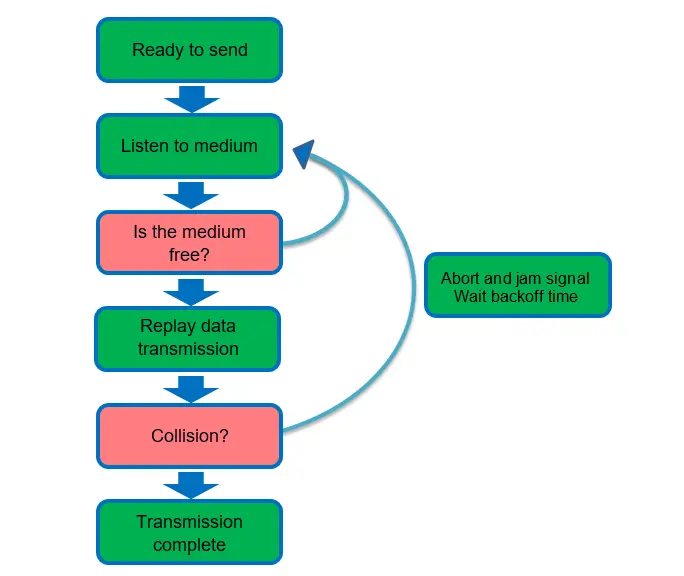 Ready to send
Listen to medium
Is the medium
free?
Abort and jam signal
Wait backoff time
Replay data
transmission
Collision?
Transmission
complete